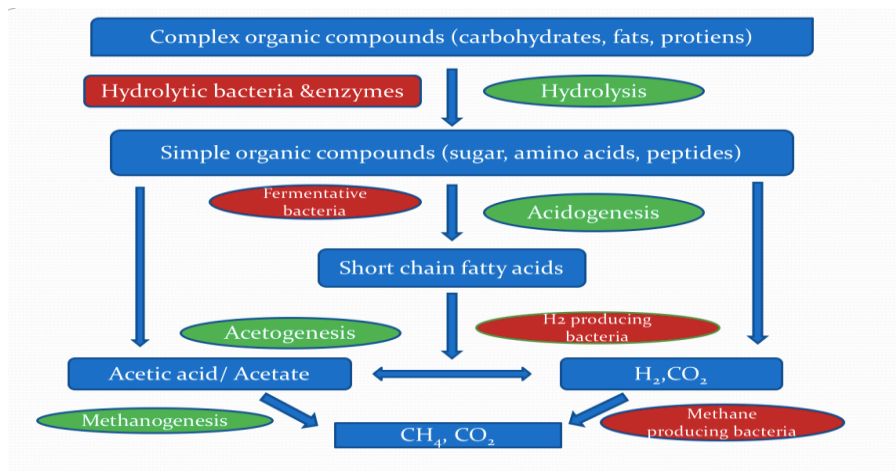 Complex organic compounds (carbohydrates, fats, protiens)
Hydrolytic bacteria &enzymes
Hydrolysis
Simple organic compounds (sugar, amino acids, peptides)
Fermentative
bacteria
Acidogenesis
Short chain fatty acids
Acetogenesis
H2 producing
bacteria
Acetic acid/ Acetate
H₂,CO₂
Methanogenesis
CH₄, CO₂
Methane
producing bacteria